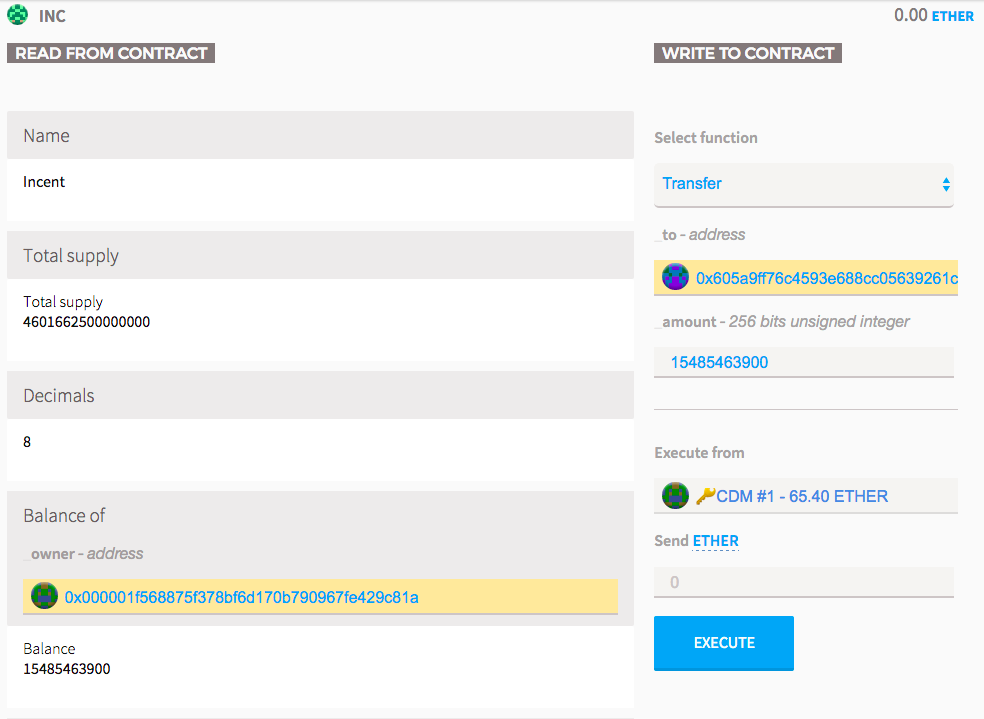 INC
0.00 ETHER
READ FROM CONTRACT
Name
Incent
Total supply
Total supply
4601662500000000
Decimals
8
Balance of
_owner - address
0x000001f568875f378bf6d170b790967fe429c81a
Balance
15485463900
WRITE TO CONTRACT
Select function
Transfer
_to - address
0x605a9ff76c4593e688cc05639261c
_amount - 256 bits unsigned integer
15485463900
Execute from
CDM #1 - 65.40 ETHER
Send ETHER
0
EXECUTE